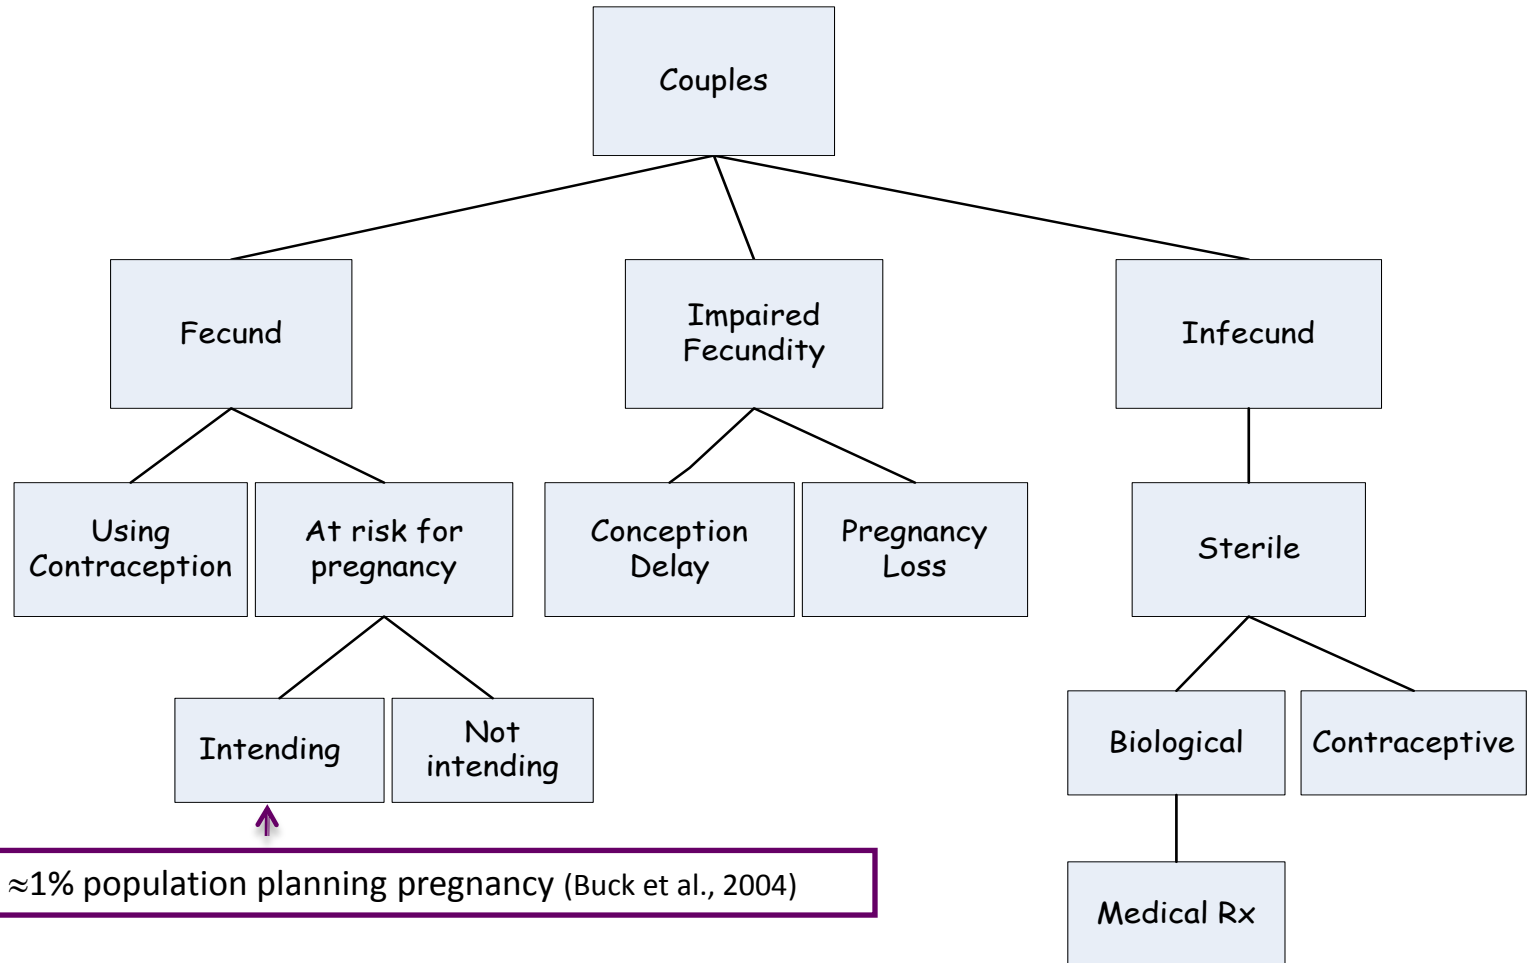 Couples
Fecund
Impaired
Fecundity
Infecund
Using
Contraception
At risk for
pregnancy
Conception
Delay
Pregnancy
Loss
Sterile
Intending
Not
intending
Biological
Contraceptive
≈1% population planning pregnancy (Buck et al., 2004)
Medical Rx